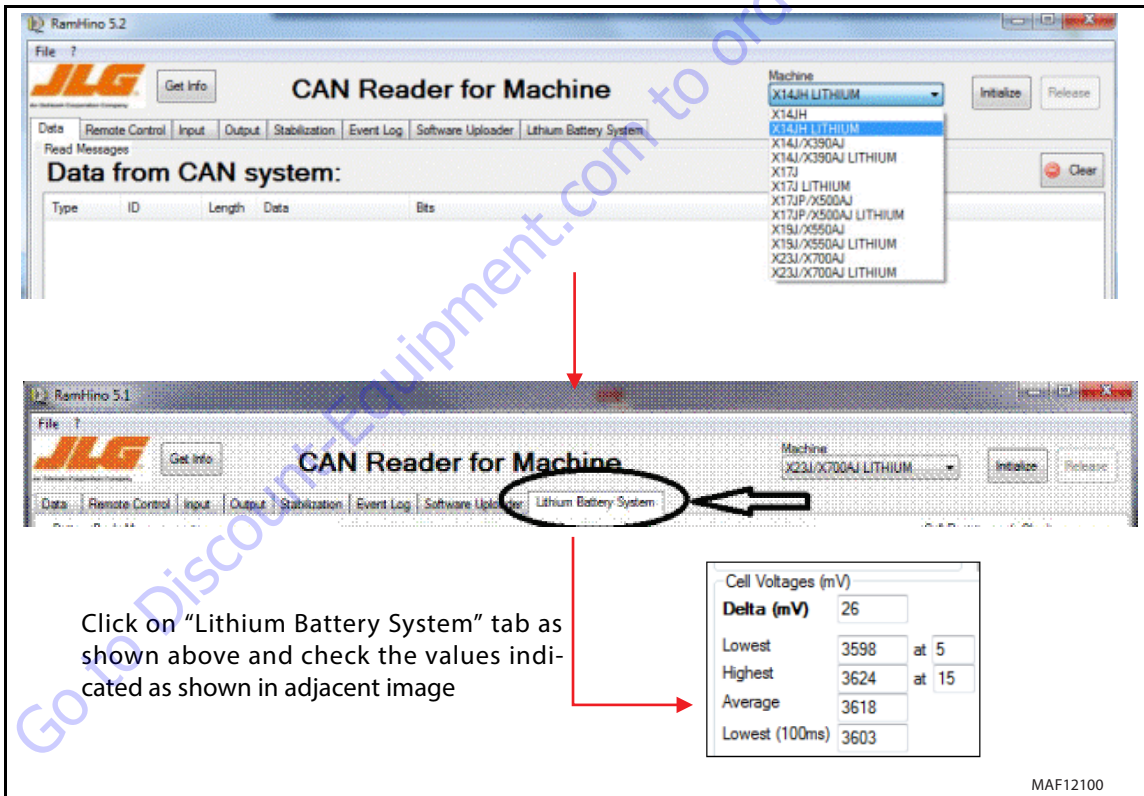 RamHino 5.2
File ?
JLG
Get Info
CAN Reader for Machine
Machine
X14JH LITHIUM
Initialize
Release
Data Remote Control Input Output Stabilization Event Log Software Uploader Lithium Battery System
X14JH
X14JH LITHIUM
X14J/X390AJ
X14J/X390AJ LITHIUM
X17J
X17J LITHIUM
X17JP/X500AJ
X17JP/X500AJ LITHIUM
X19J/X550AJ
X19J/X550AJ LITHIUM
X23J/X700AJ
X23J/X700AJ LITHIUM
Read Messages
Data from CAN system:
Clear
Type ID Length Data Bits
RamHino 5.1
File ?
JLG
Get Info
CAN Reader for Machine
Machine
X23J/X700AJ LITHIUM
Initialize
Release
Data Remote Control Input Output Stabilization Event Log Software Uploader Lithium Battery System
Click on “Lithium Battery System” tab as
shown above and check the values indi-
cated as shown in adjacent image
Cell Voltages (mV)
Delta (mV) 26
Lowest 3598 at 5
Highest 3624 at 15
Average 3618
Lowest (100ms) 3603
MAF12100
Go to Discount-Equipment.com to